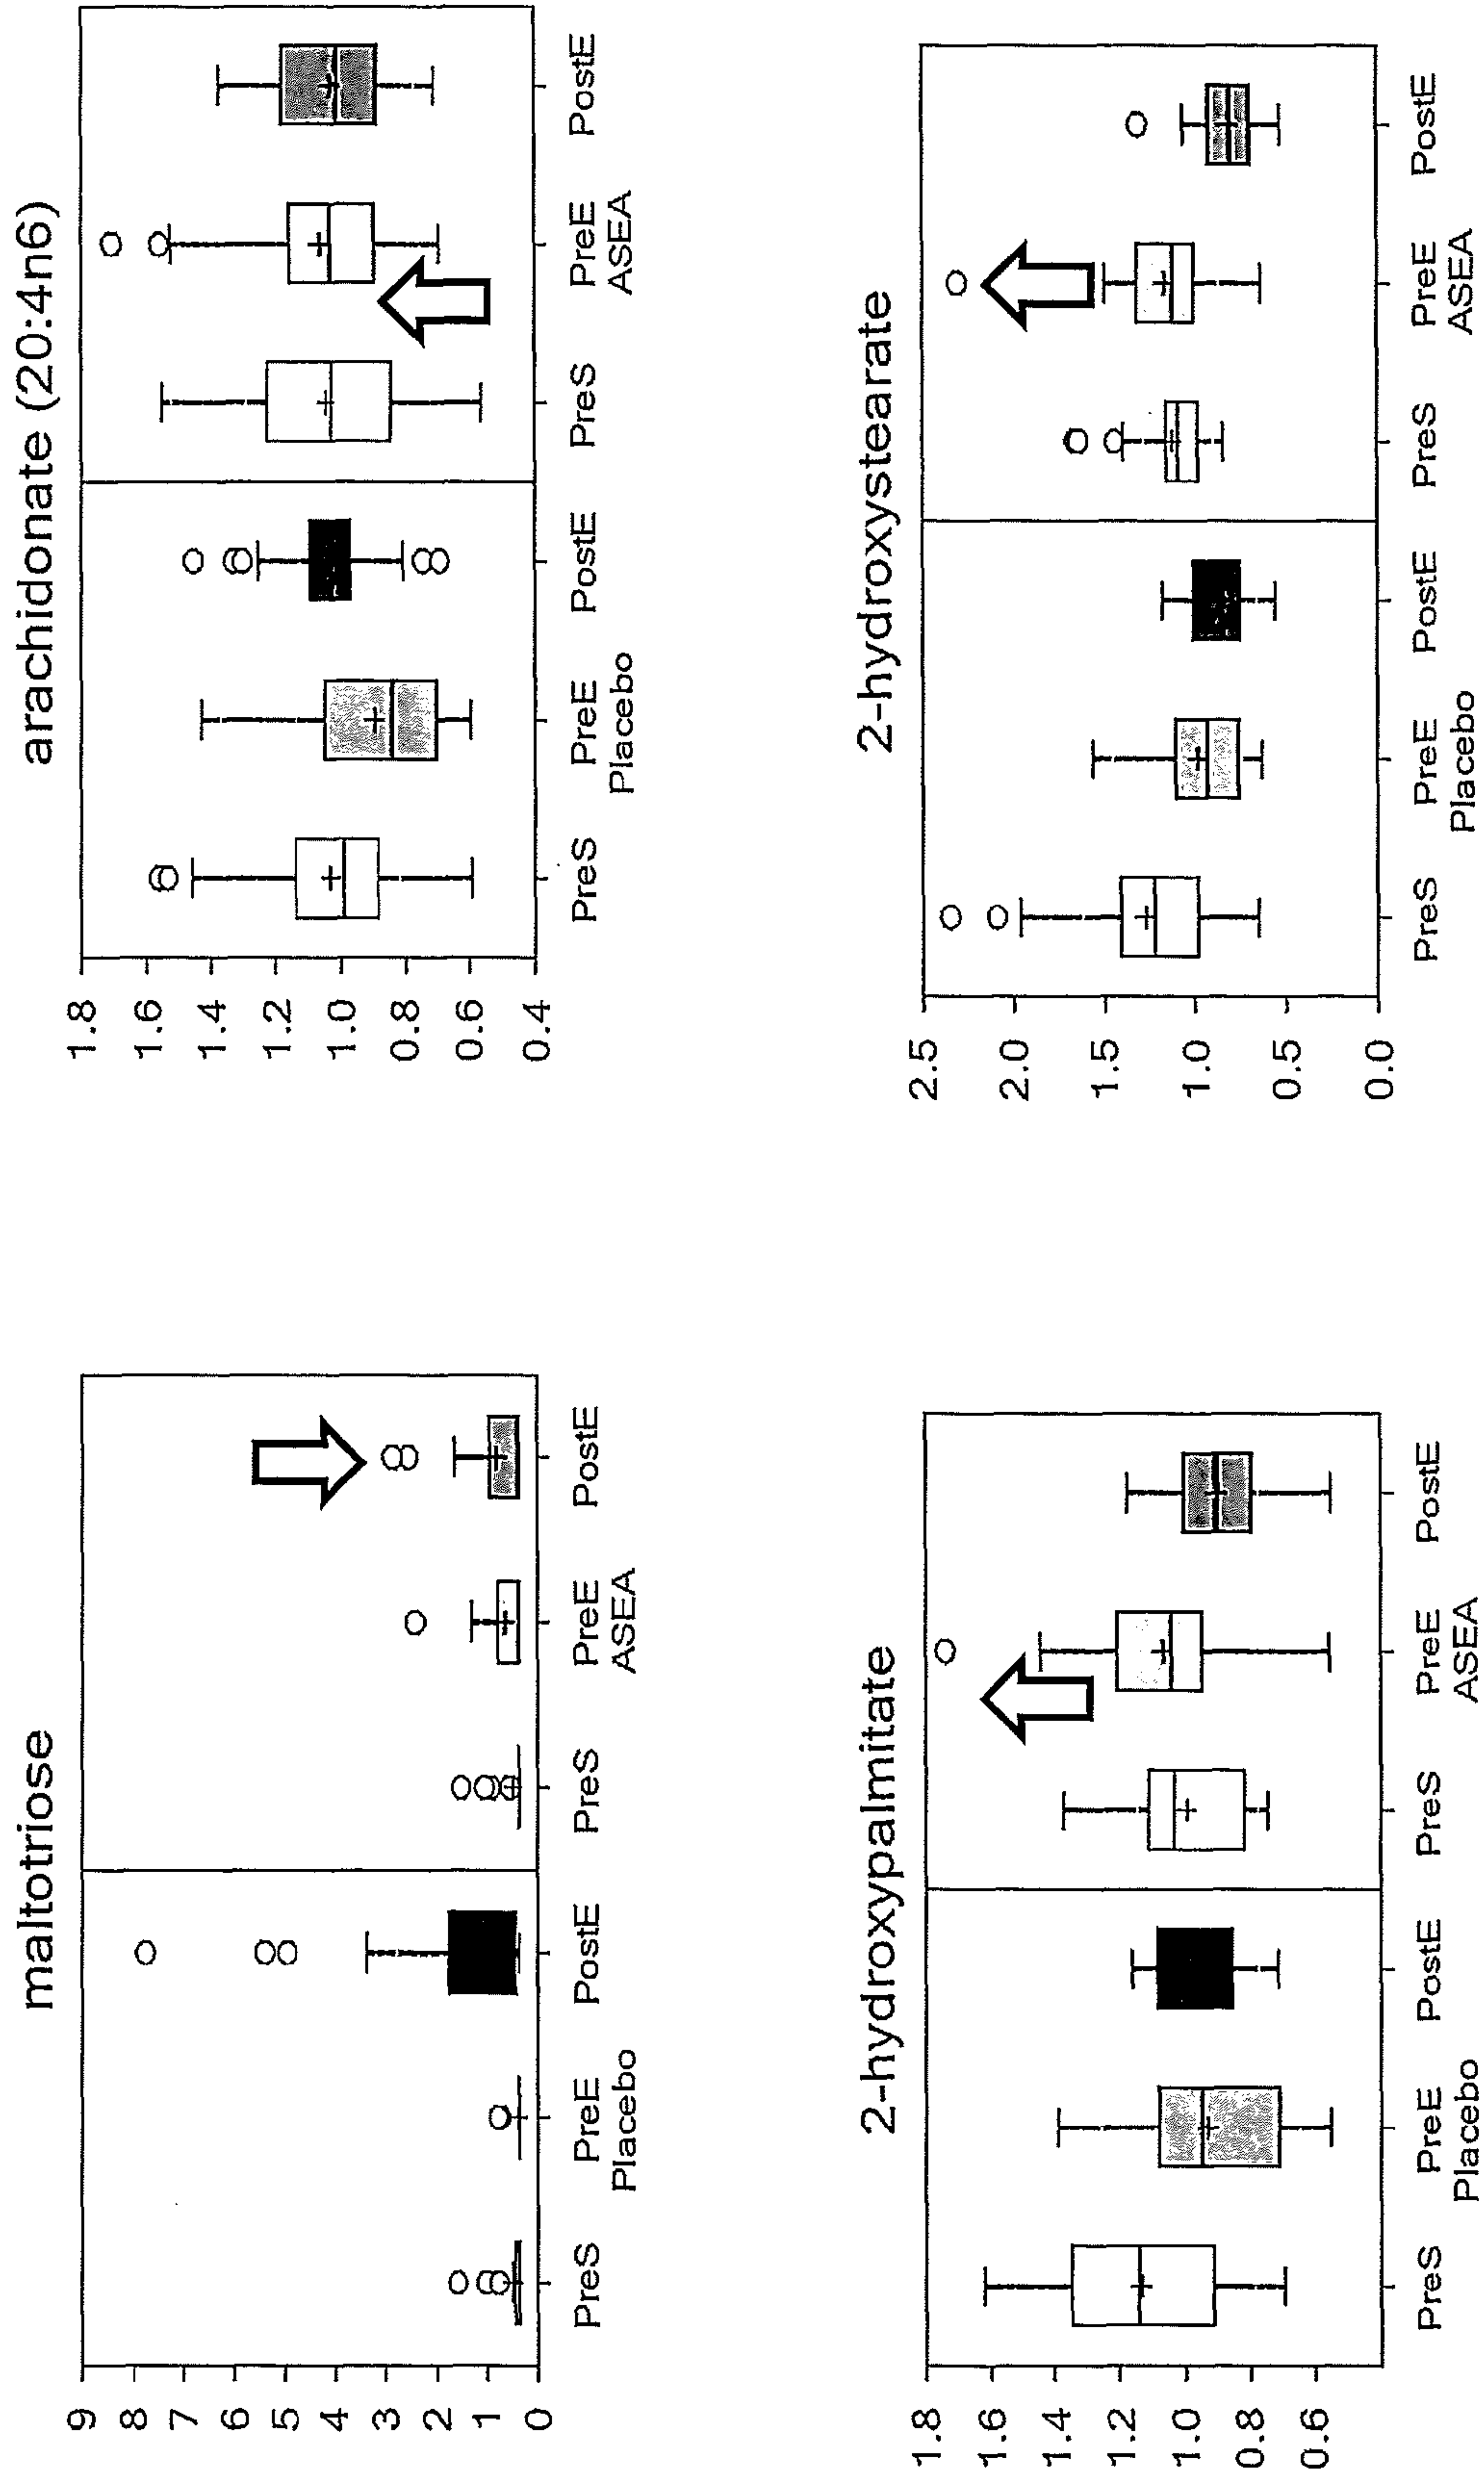 maltotriose
9
8
7
6
5
4
3
2
1
0
PreS PreE PostE PreS PreE PostE
Placebo ASEA
arachidonate (20:4n6)
1.8
1.6
1.4
1.2
1.0
0.8
0.6
0.4
PreS PreE PostE PreS PreE PostE
Placebo ASEA
2-hydroxypalmitate
1.8
1.6
1.4
1.2
1.0
0.8
0.6
PreS PreE PostE PreS PreE PostE
Placebo ASEA
2-hydroxystearate
2.5
2.0
1.5
1.0
0.5
0.0
PreS PreE PostE PreS PreE PostE
Placebo ASEA